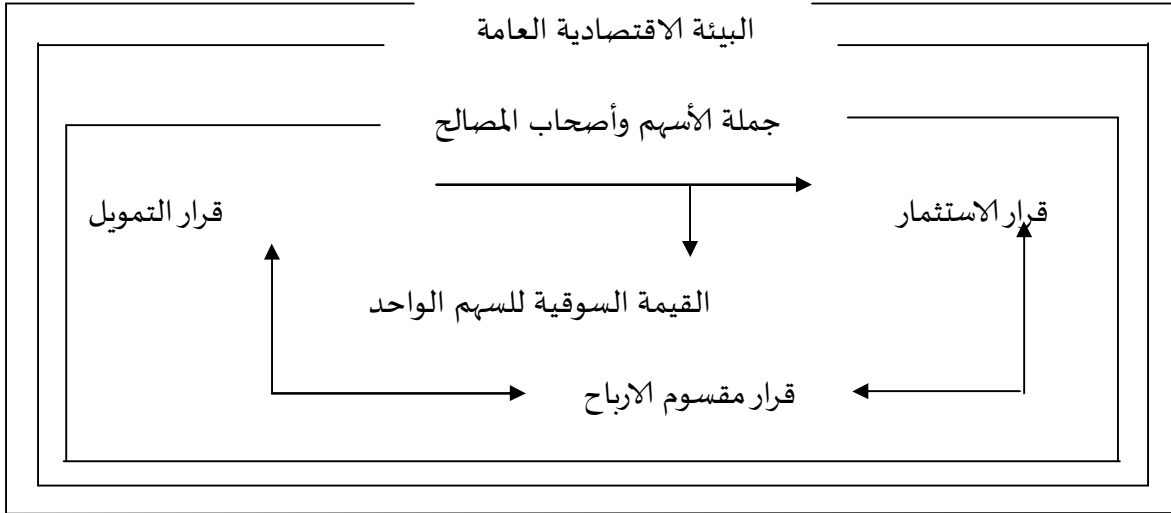 البيئة الاقتصادية العامة
جملة الأسهم وأصحاب المصالح
قرار الاستثمار
قرار التمويل
القيمة السوقية للسهم الواحد
قرار مقسوم الارباح